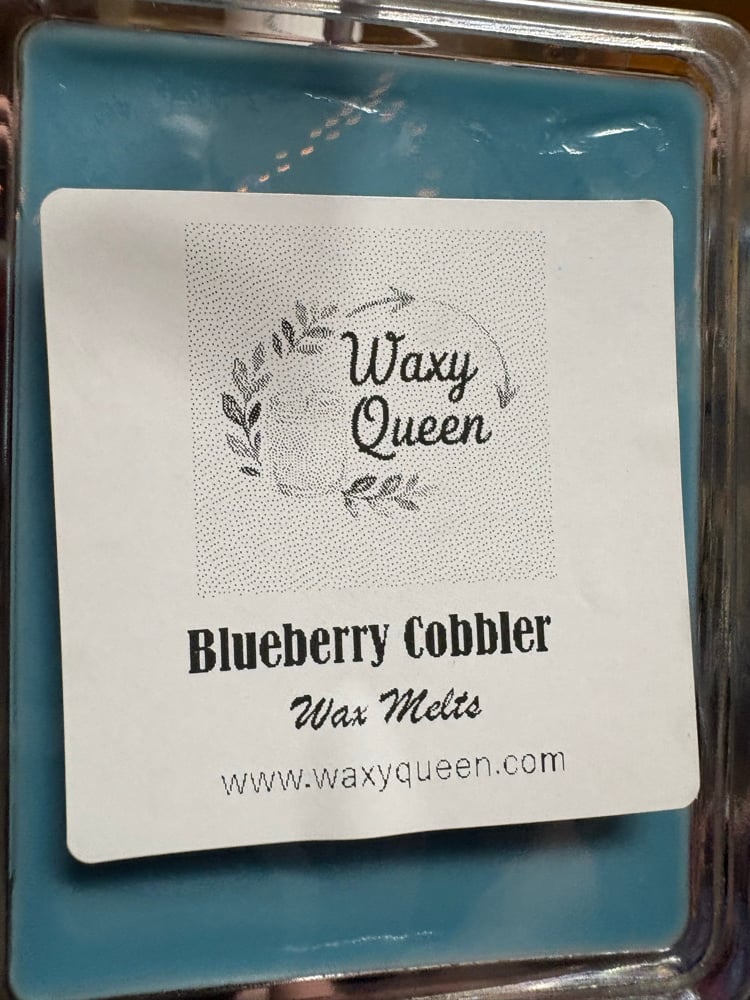 Waxy
Queen
Blueberry Cobbler
Wax Melts
www.waxyqueen.com